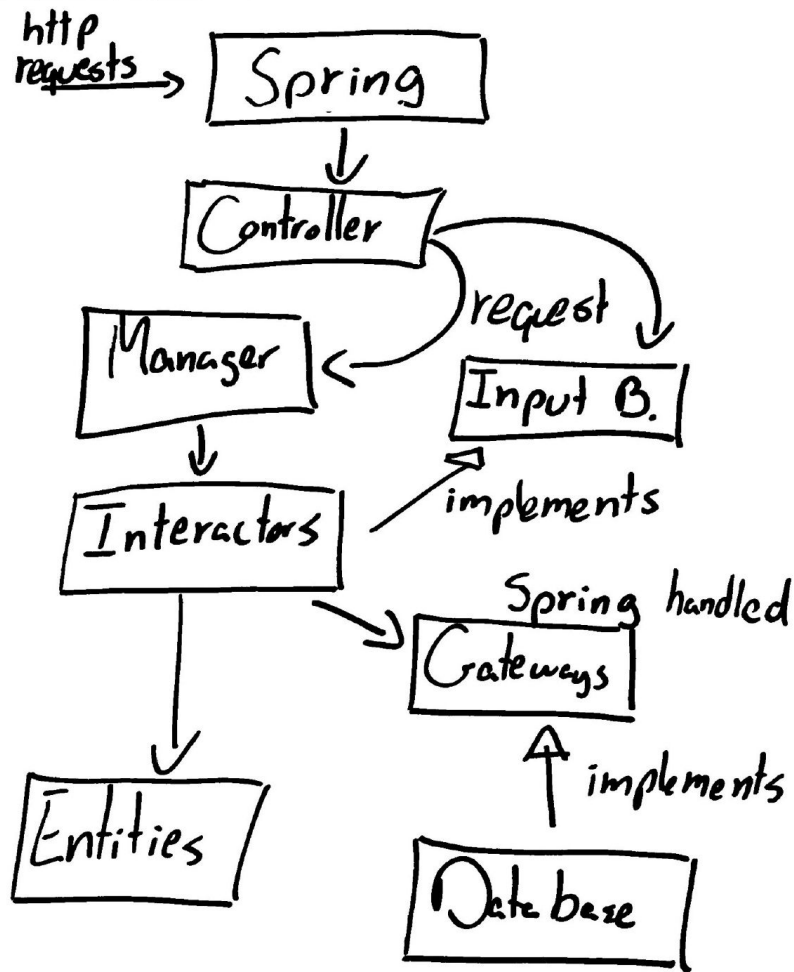 http
requests
Spring
Controller
request
Manager
Input B.
Interactors
implements
Spring handled
Gateways
implements
Entities
Database